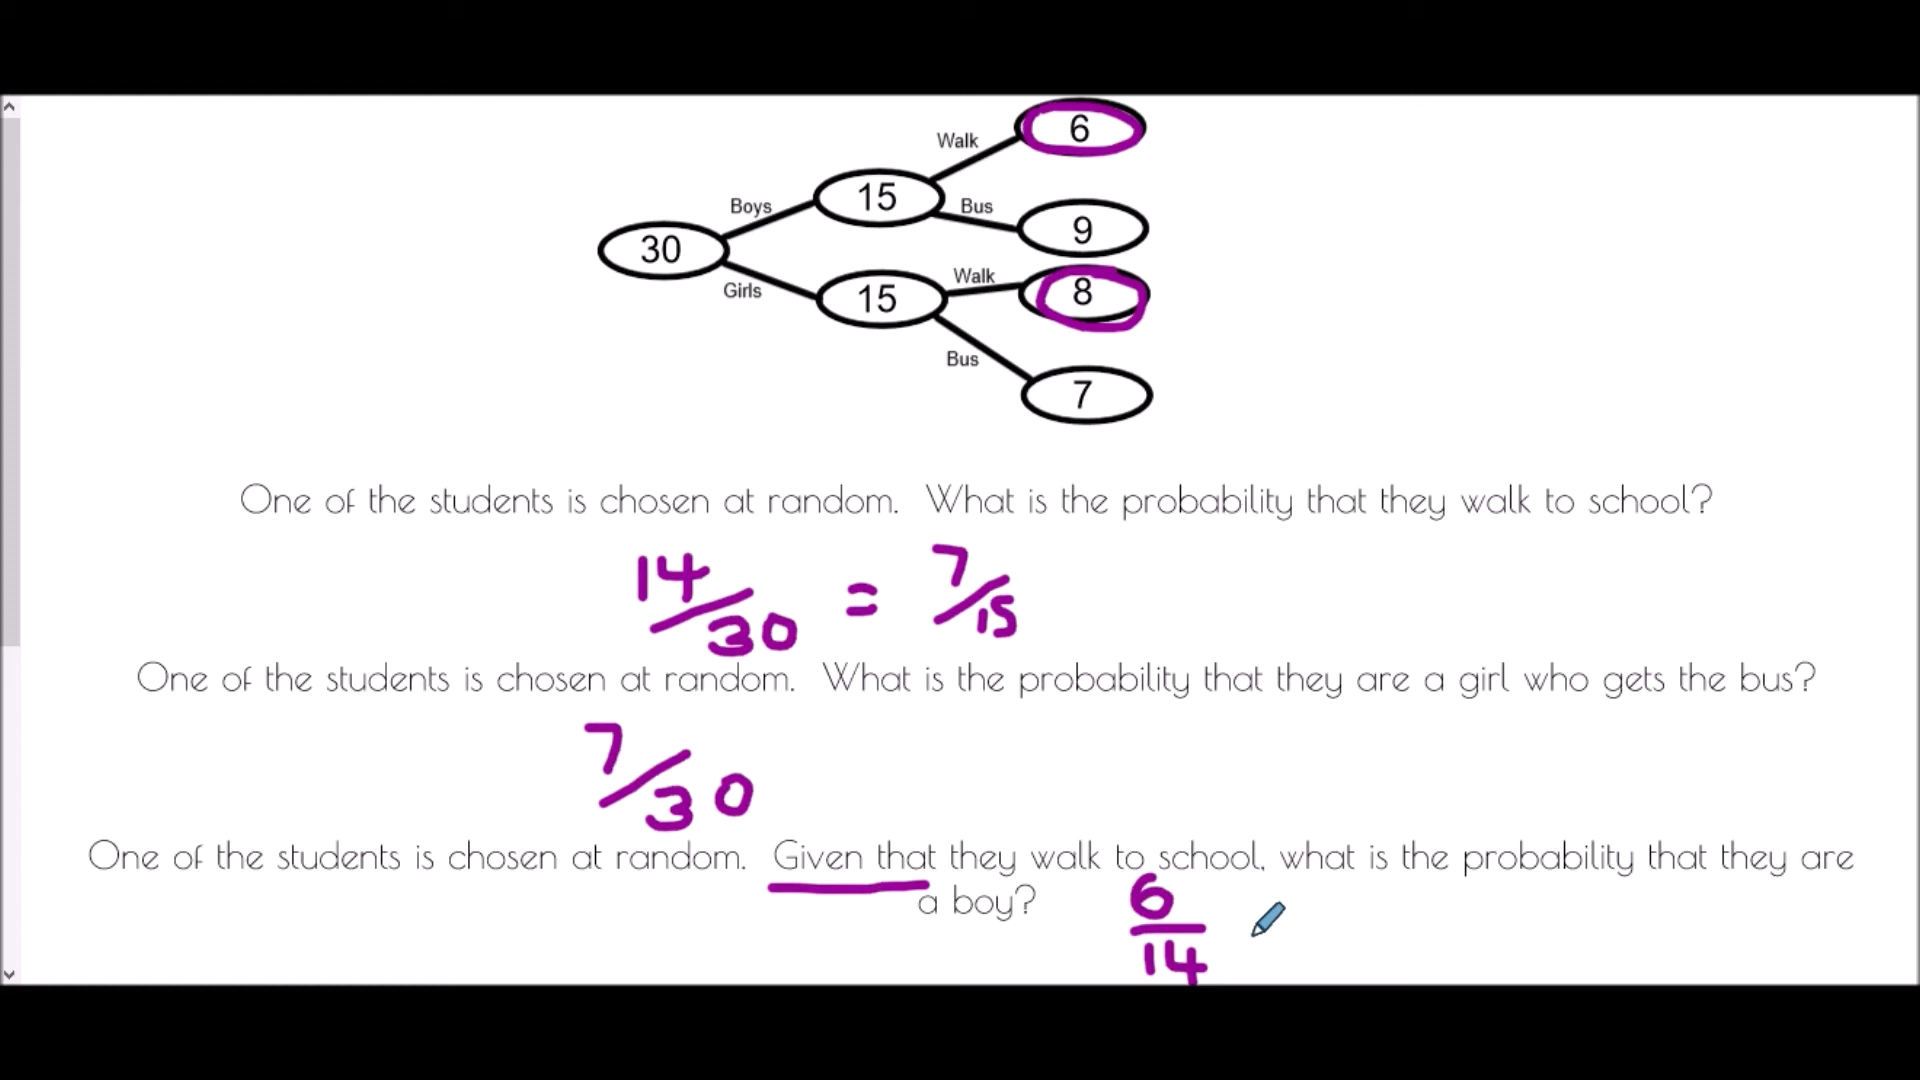 Walk 6
Boys 15 Bus 9
30
Girls 15 Walk 8
Bus 7
One of the students is chosen at random. What is the probability that they walk to school?
14/30 = 7/15
One of the students is chosen at random. What is the probability that they are a girl who gets the bus?
7/30
One of the students is chosen at random. Given that they walk to school, what is the probability that they are
a boy? 6/14